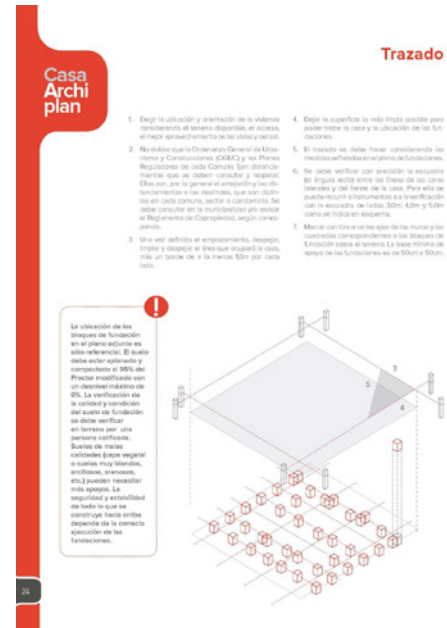 Casa
Archi
plan
Trazado
1. Elegir la ubicación y orientación de la vivienda
considerando el terreno disponible, el acceso,
el mejor aprovechamiento de las vistas y del sol.
2. No olvidar que la Ordenanza General de Urba-
nismo y Construcciones (OGUC) y los Planes
Reguladores de cada Comuna fijan distancia-
mientos que se deben consultar y respetar.
Ellos son, por lo general el antejardín y los dis-
tanciamientos a los deslindes, que son distin-
tos en cada comuna, sector o condominio. Se
debe consultar en la municipalidad y/o revisar
el Reglamento de Copropiedad, según corres-
ponda.
3. Una vez definido el emplazamiento, despejar,
limpiar y despejar el área que ocupará la casa,
más un borde de a lo menos 50m por cada
lado.
4. Dejar la superficie lo más limpia posible para
poder trazar la casa y la ubicación de las fun-
daciones.
5. El trazado se debe hacer considerando las
medidas señaladas en el plano de fundaciones.
6. Se debe verificar con precisión la escuadra
(el ángulo recto) entre las líneas de las caras
laterales y del frente de la casa. Para ello se
puede recurrir a instrumentos o a la verificación
con la escuadra de lados 3,0m; 4,0m y 5,0m
como se indica en esquema.
7. Marcar con tiza o cal los ejes de los muros y los
cuadrados correspondientes a los bloques de
fundación sobre el terreno. La base mínima de
apoyo de las fundaciones es de 50cm x 50cm.
!
La ubicación de los
bloques de fundación
en el plano adjunto es
sólo referencial. El suelo
debe estar aplanado y
compactado al 95% del
Proctor modificado con
un desnivel máximo de
0%. La verificación de
la calidad y condición
del suelo de fundación
se debe verificar
en terreno por una
persona calificada.
Suelos de malas
calidades (capa vegetal
o suelos muy blandos,
arcillosos, arenosos,
etc.) pueden necesitar
más apoyos. La
seguridad y estabilidad
de todo lo que se
construye hacia arriba
depende de la correcta
ejecución de las
fundaciones.
3
5
4
24